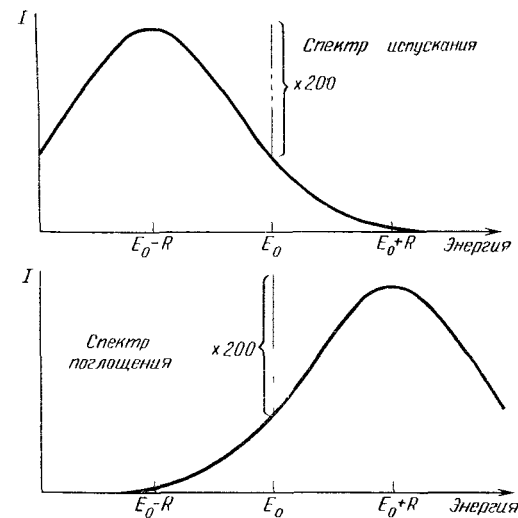 I
Спектр испускания
×200
E₀–R
E₀
E₀+R
Энергия
I
Спектр
поглощения
×200
E₀–R
E₀
E₀+R
Энергия